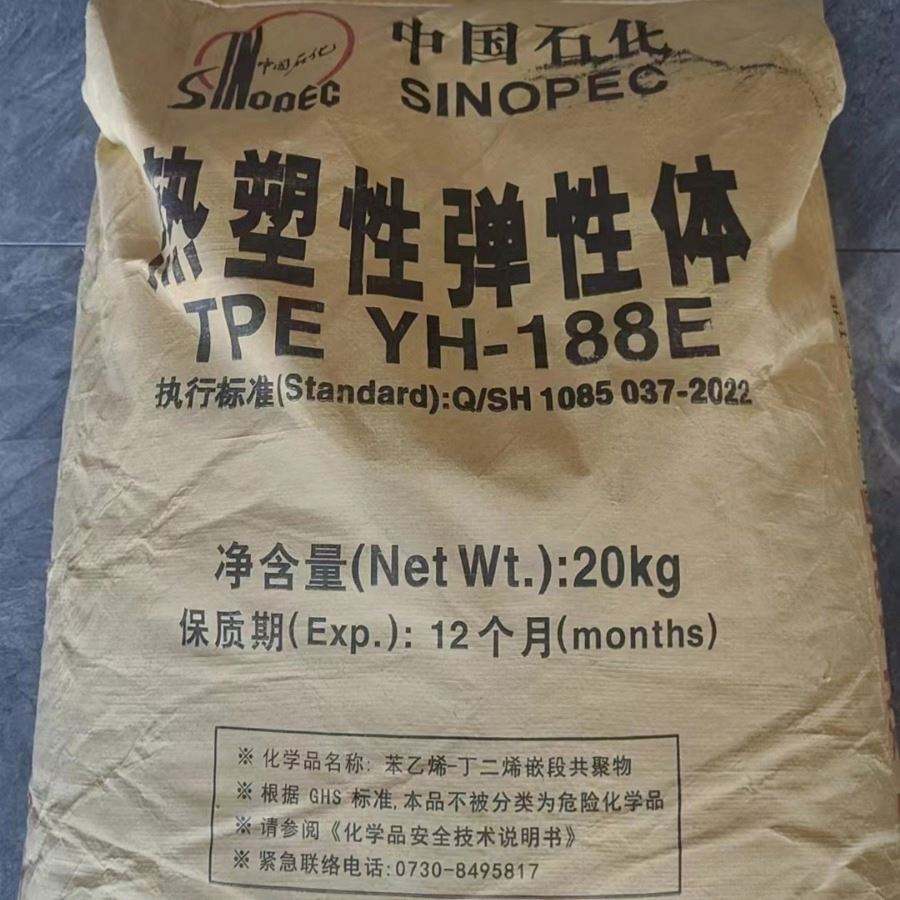 中国石化
SINOPEC
中国石化
SINOPEC
热塑性弹性体
TPE YH-188E
执行标准(Standard):Q/SH 1085 037-2022
净含量(Net Wt.):20kg
保质期(Exp.): 12个月(months)
※ 化学品名称: 苯乙烯-丁二烯嵌段共聚物
※ 根据 GHS 标准,本品不被分类为危险化学品
※ 请参阅《化学品安全技术说明书》
※ 紧急联络电话:0730-8495817